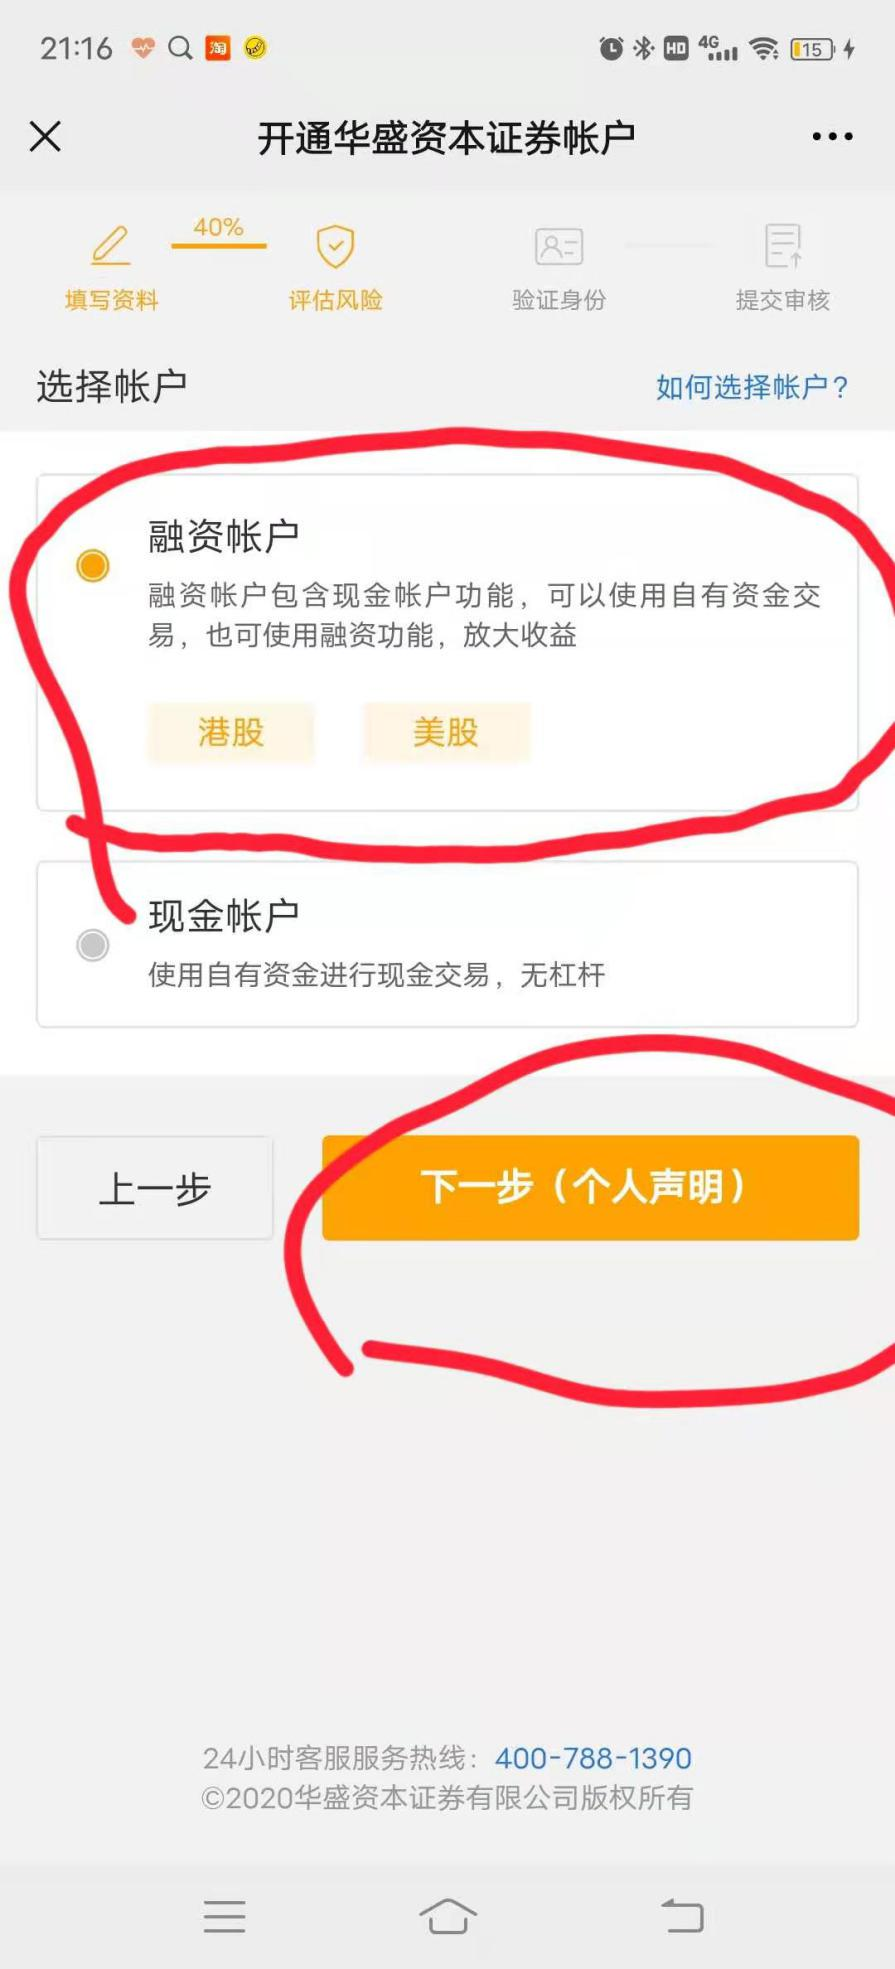 21:16
淘
HD
4G
15
开通华盛资本证券帐户
40%
填写资料
评估风险
验证身份
提交审核
选择帐户
如何选择帐户？
融资帐户
融资帐户包含现金帐户功能，可以使用自有资金交
易，也可使用融资功能，放大收益
港股
美股
现金帐户
使用自有资金进行现金交易，无杠杆
上一步
下一步（个人声明）
24小时客服服务热线：400-788-1390
©2020华盛资本证券有限公司版权所有